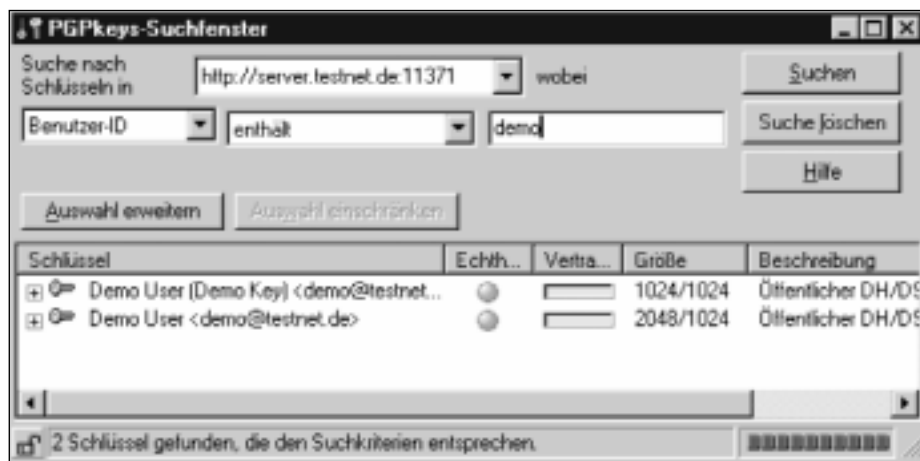 PGPkeys-Suchfenster
Suche nach
Schlüsseln in
http://server.testnet.de:11371
wobei
Suchen
Benutzer-ID
enthält
demo
Suche löschen
Hilfe
Auswahl erweitern
Auswahl einschränken
Schlüssel Echth... Vertra... Größe Beschreibung
Demo User (Demo Key) <demo@testnet... 1024/1024 Öffentlicher DH/DS
Demo User <demo@testnet.de> 2048/1024 Öffentlicher DH/DS
2 Schlüssel gefunden, die den Suchkriterien entsprechen.